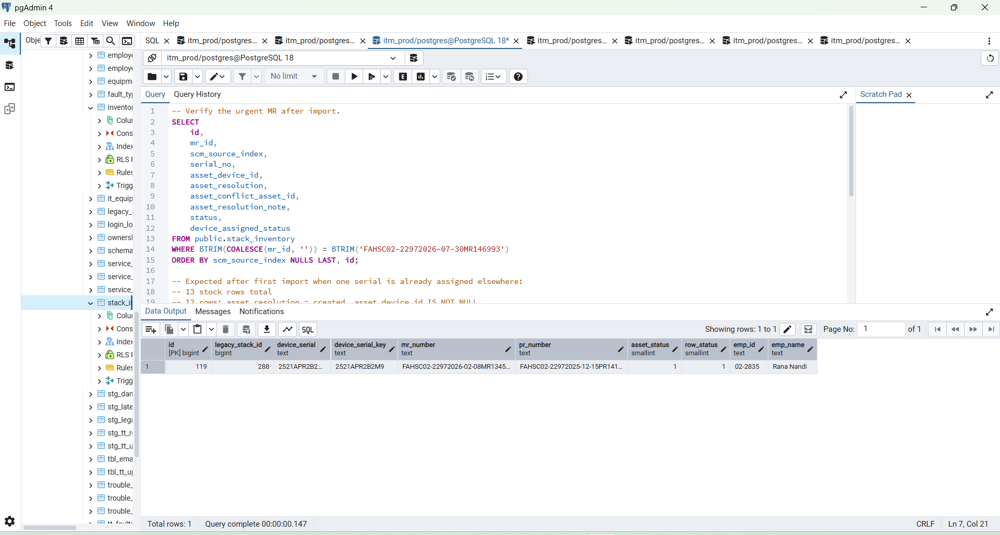 pgAdmin 4
File Object Tools Edit View Window Help
Obje
SQL itm_prod/postgres... itm_prod/postgres... itm_prod/postgres@PostgreSQL 18* itm_prod/postgres... itm_prod/postgres... itm_prod/postgres... itm_prod/postgres...
itm_prod/postgres@PostgreSQL 18
No limit
Query Query History
Scratch Pad
employe
employe
equipm
fault_ty
inventor
Colu
Cons
Index
RLS
Rules
Trigg
it_equip
legacy_
login_lo
owners
schema
service_
service_
service_
stack_i
Colu
Cons
Index
RLS
Rules
Trigg
stg_dan
stg_late
stg_lega
stg_tt_r
stg_tt_u
tbl_ema
tbl_tt_u
trouble_
trouble_
trouble_
1 -- Verify the urgent MR after import.
2 SELECT
3 id,
4 mr_id,
5 scm_source_index,
6 serial_no,
7 asset_device_id,
8 asset_resolution,
9 asset_conflict_asset_id,
10 asset_resolution_note,
11 status,
12 device_assigned_status
13 FROM public.stack_inventory
14 WHERE BTRIM(COALESCE(mr_id, '')) = BTRIM('FAHSC02-22972026-07-30MR146993')
15 ORDER BY scm_source_index NULLS LAST, id;
16
17 -- Expected after first import when one serial is already assigned elsewhere:
18 -- 13 stock rows total
19 -- 12 rows: asset_resolution = created, asset_device_id IS NOT NULL
Data Output Messages Notifications
SQL
Showing rows: 1 to 1
Page No: 1 of 1
id legacy_stack_id device_serial device_serial_key mr_number pr_number asset_status row_status emp_id emp_name
[PK] bigint bigint text text text text smallint smallint text text
1 119 288 2521APR2B2... 2521APR2B2M9 FAHSC02-22972026-02-08MR1345... FAHSC02-22972025-12-15PR141... 1 1 02-2835 Rana Nandi
Total rows: 1 Query complete 00:00:00.147
CRLF Ln 7, Col 21